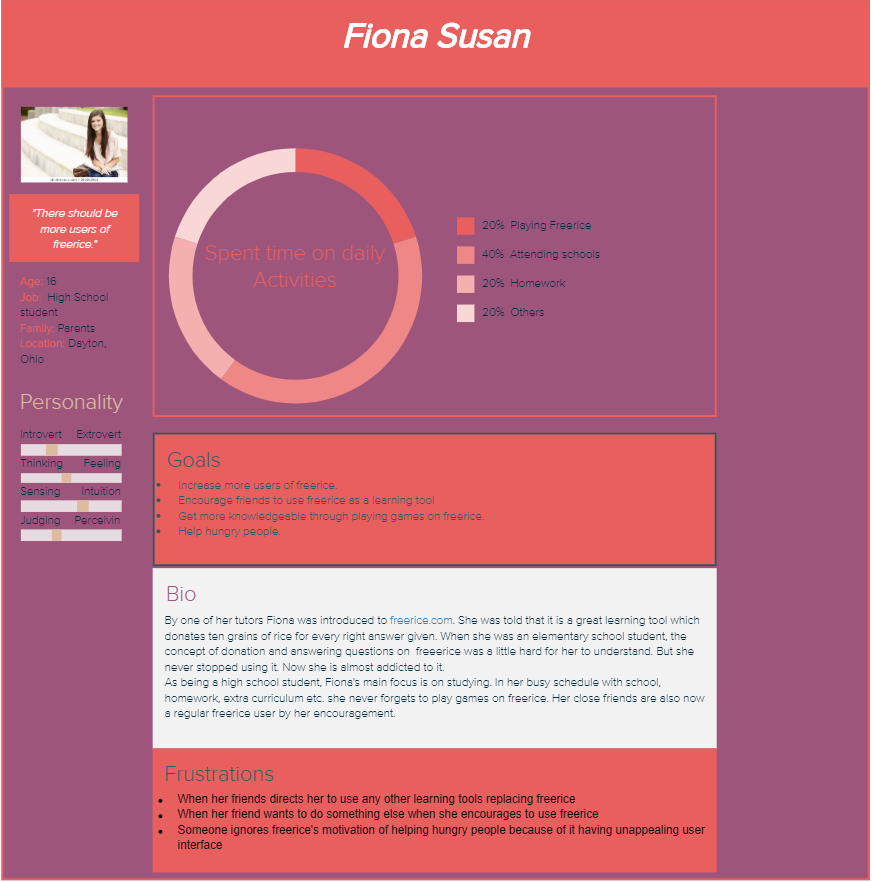 Fiona Susan
"There should be
more users of
freerice."
Age: 16
Job: High School
student
Family: Parents
Location: Dayton,
Ohio
Personality
Introvert Extrovert
Thinking Feeling
Sensing Intuition
Judging Perceivin
Spent time on daily
Activities
20% Playing Freerice
40% Attending schools
20% Homework
20% Others
Goals
• Increase more users of freerice.
• Encourage friends to use freerice as a learning tool
• Get more knowledgeable through playing games on freerice.
• Help hungry people.
Bio
By one of her tutors Fiona was introduced to freerice.com. She was told that it is a great learning tool which
donates ten grains of rice for every right answer given. When she was an elementary school student, the
concept of donation and answering questions on freeerice was a little hard for her to understand. But she
never stopped using it. Now she is almost addicted to it.
As being a high school student, Fiona's main focus is on studying. In her busy schedule with school,
homework, extra curriculum etc. she never forgets to play games on freerice. Her close friends are also now
a regular freerice user by her encouragement.
Frustrations
• When her friends directs her to use any other learning tools replacing freerice
• When her friend wants to do something else when she encourages to use freerice
• Someone ignores freerice's motivation of helping hungry people because of it having unappealing user
interface